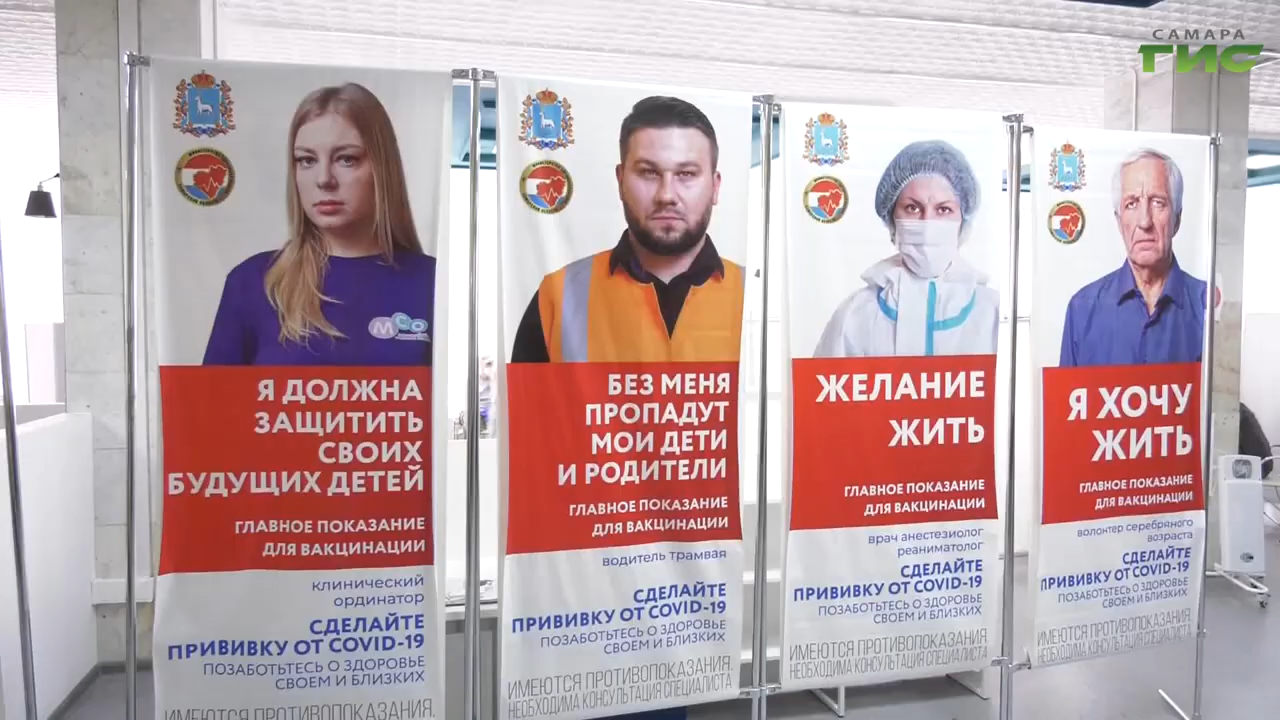 САМАРА
ГИС
МСО
Я ДОЛЖНА
ЗАЩИТИТЬ
СВОИХ
БУДУЩИХ ДЕТЕЙ
ГЛАВНОЕ ПОКАЗАНИЕ
ДЛЯ ВАКЦИНАЦИИ
клинический
ординатор
СДЕЛАЙТЕ
ПРИВИВКУ ОТ COVID-19
ПОЗАБОТЬТЕСЬ О ЗДОРОВЬЕ
СВОЕМ И БЛИЗКИХ
ИМЕЮТСЯ ПРОТИВОПОКАЗАНИЯ.
БЕЗ МЕНЯ
ПРОПАДУТ
МОИ ДЕТИ
И РОДИТЕЛИ
ГЛАВНОЕ ПОКАЗАНИЕ
ДЛЯ ВАКЦИНАЦИИ
водитель трамвая
СДЕЛАЙТЕ
ПРИВИВКУ ОТ COVID-19
ПОЗАБОТЬТЕСЬ О ЗДОРОВЬЕ
СВОЕМ И БЛИЗКИХ
ИМЕЮТСЯ ПРОТИВОПОКАЗАНИЯ.
НЕОБХОДИМА КОНСУЛЬТАЦИЯ СПЕЦИАЛИСТА
ЖЕЛАНИЕ
ЖИТЬ
ГЛАВНОЕ ПОКАЗАНИЕ
ДЛЯ ВАКЦИНАЦИИ
врач анестезиолог
реаниматолог
СДЕЛАЙТЕ
ПРИВИВКУ ОТ COVID-19
ПОЗАБОТЬТЕСЬ О ЗДОРОВЬЕ
СВОЕМ И БЛИЗКИХ
ИМЕЮТСЯ ПРОТИВОПОКАЗАНИЯ.
НЕОБХОДИМА КОНСУЛЬТАЦИЯ СПЕЦИАЛИСТА
Я ХОЧУ
ЖИТЬ
ГЛАВНОЕ ПОКАЗАНИЕ
ДЛЯ ВАКЦИНАЦИИ
волонтер серебряного
возраста
СДЕЛАЙТЕ
ПРИВИВКУ ОТ COVID-19
ПОЗАБОТЬТЕСЬ О ЗДОРОВЬЕ
СВОЕМ И БЛИЗКИХ
ИМЕЮТСЯ ПРОТИВОПОКАЗАНИЯ.
НЕОБХОДИМА КОНСУЛЬТАЦИЯ СПЕЦИАЛИСТА